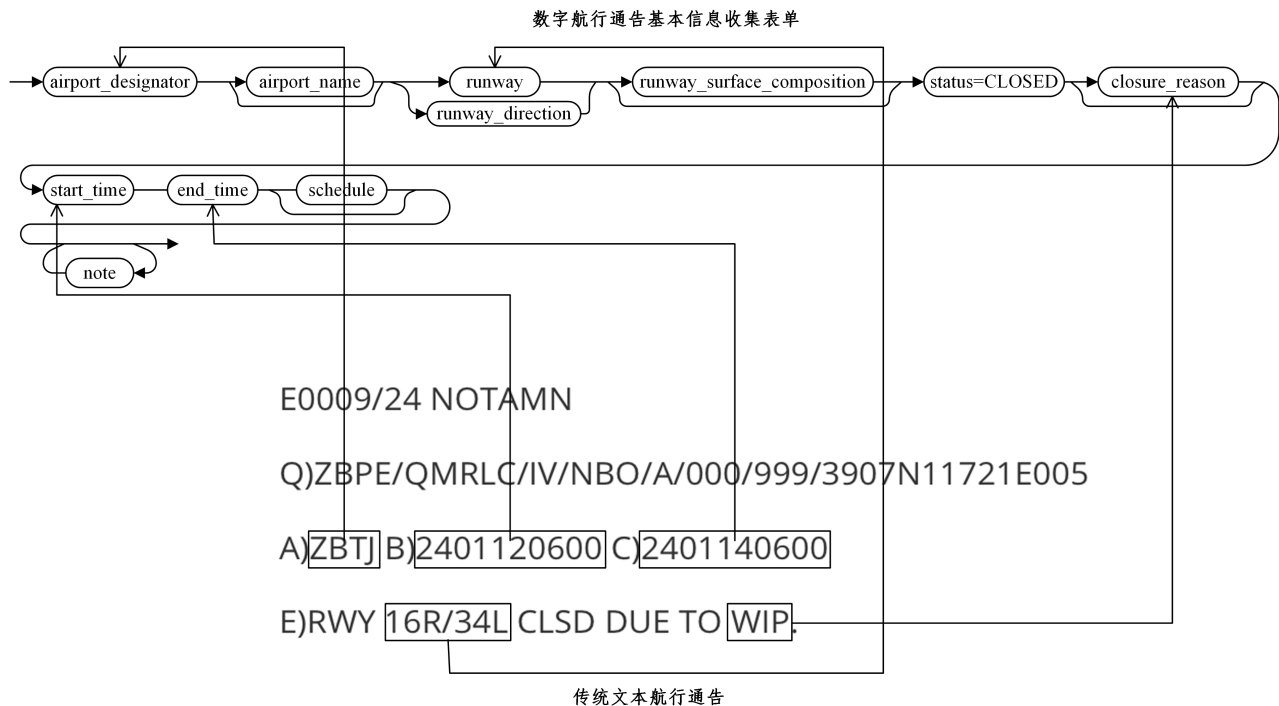 数字航行通告基本信息收集表单
airport_designator airport_name runway runway_surface_composition status=CLOSED closure_reason
runway_direction
start_time end_time schedule
note
E0009/24 NOTAMN
Q)ZBPE/QMRLC/IV/NBO/A/000/999/3907N11721E005
A)ZBTJ B)2401120600 C)2401140600
E)RWY 16R/34L CLSD DUE TO WIP.
传统文本航行通告